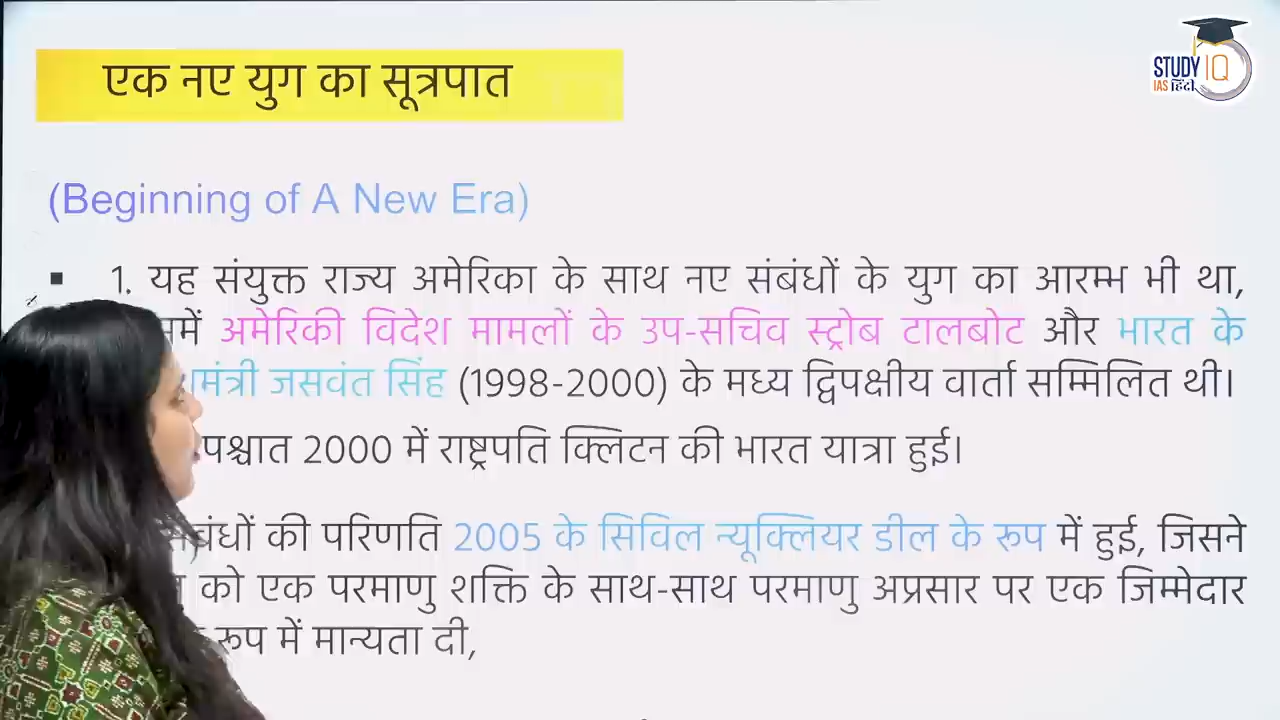 एक नए युग का सूत्रपात
STUDY IQ
IAS हिंदी
(Beginning of A New Era)
▪ 1. यह संयुक्त राज्य अमेरिका के साथ नए संबंधों के युग का आरम्भ भी था,
अमेरिकी विदेश मामलों के उप-सचिव स्ट्रोब टालबोट और भारत के
जसवंत सिंह (1998-2000) के मध्य द्विपक्षीय वार्ता सम्मिलित थी।
पश्चात 2000 में राष्ट्रपति क्लिटन की भारत यात्रा हुई।
की परिणति 2005 के सिविल न्यूक्लियर डील के रूप में हुई, जिसने
को एक परमाणु शक्ति के साथ-साथ परमाणु अप्रसार पर एक जिम्मेदार
रूप में मान्यता दी,